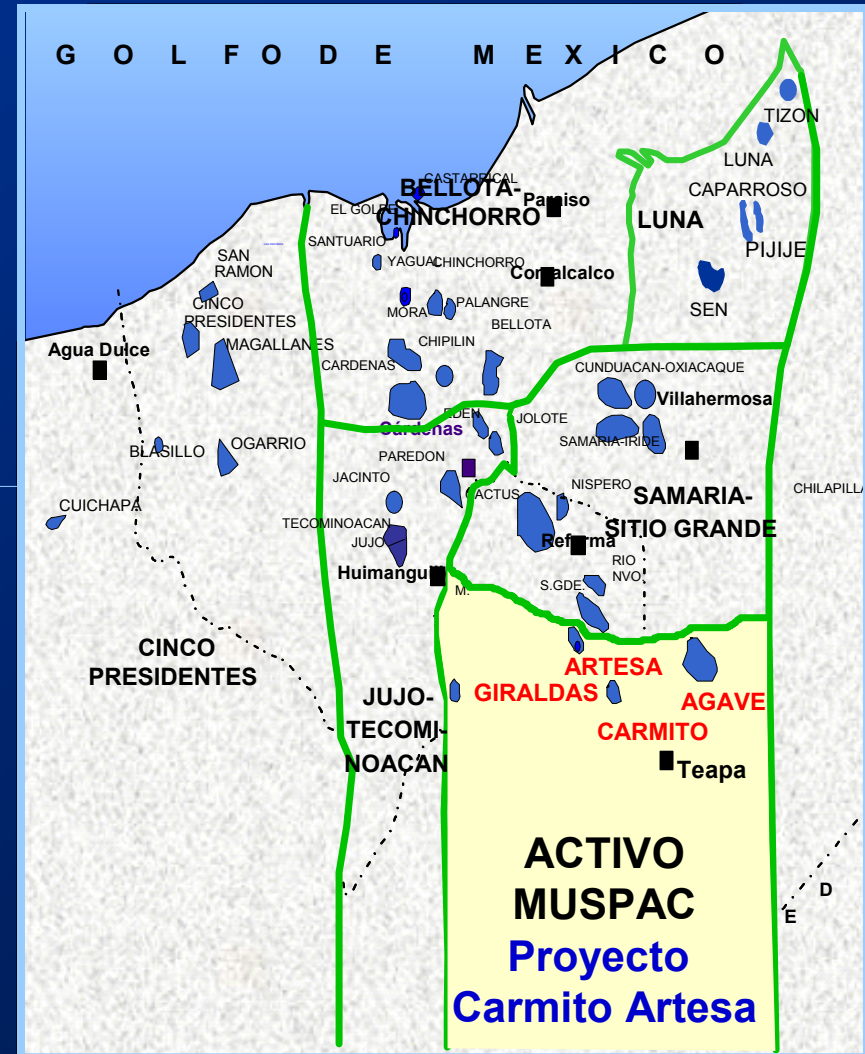 G O L F O D E M E X I C O
TIZON
LUNA
CASTARRICAL
BELLOTA-
CHINCHORRO
Paraiso
CAPARROSO
LUNA
EL GOLPE
SANTUARIO
PIJIJE
SAN
RAMON
YAGUAL
CHINCHORRO
Comalcalco
SEN
CINCO
PRESIDENTES
MORA
PALANGRE
BELLOTA
MAGALLANES
CHIPILIN
Agua Dulce
CARDENAS
CUNDUACAN-OXIACAQUE
Villahermosa
EDEN
JOLOTE
Cárdenas
SAMARIA-IRIDE
BLASILLO
OGARRIO
PAREDON
JACINTO
CACTUS
NISPERO
SAMARIA-
SITIO GRANDE
CHILAPILLA
CUICHAPA
TECOMINOACAN
JUJO
Reforma
RIO
NVO.
Huimangui
M.
S.GDE.
CINCO
PRESIDENTES
ARTESA
GIRALDAS
AGAVE
JUJO-
TECOMI-
NOACAN
CARMITO
Teapa
ACTIVO
MUSPAC
Proyecto
Carmito Artesa
E
D